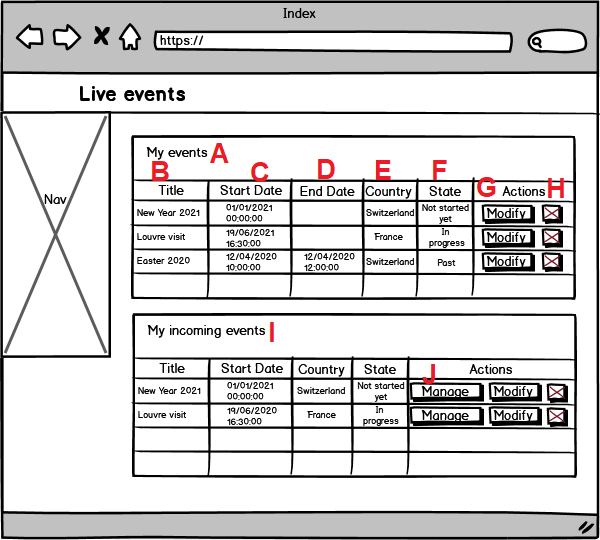 Index
https://
Live events
Nav
My events A
B C D E F G H
Title Start Date End Date Country State Actions
New Year 2021 01/01/2021 00:00:00 Switzerland Not started yet Modify
Louvre visit 19/06/2021 16:30:00 France In progress Modify
Easter 2020 12/04/2020 10:00:00 12/04/2020 12:00:00 Switzerland Past Modify
My incoming events I
J
Title Start Date Country State Actions
New Year 2021 01/01/2021 00:00:00 Switzerland Not started yet Manage Modify
Louvre visit 19/06/2020 16:30:00 France In progress Manage Modify